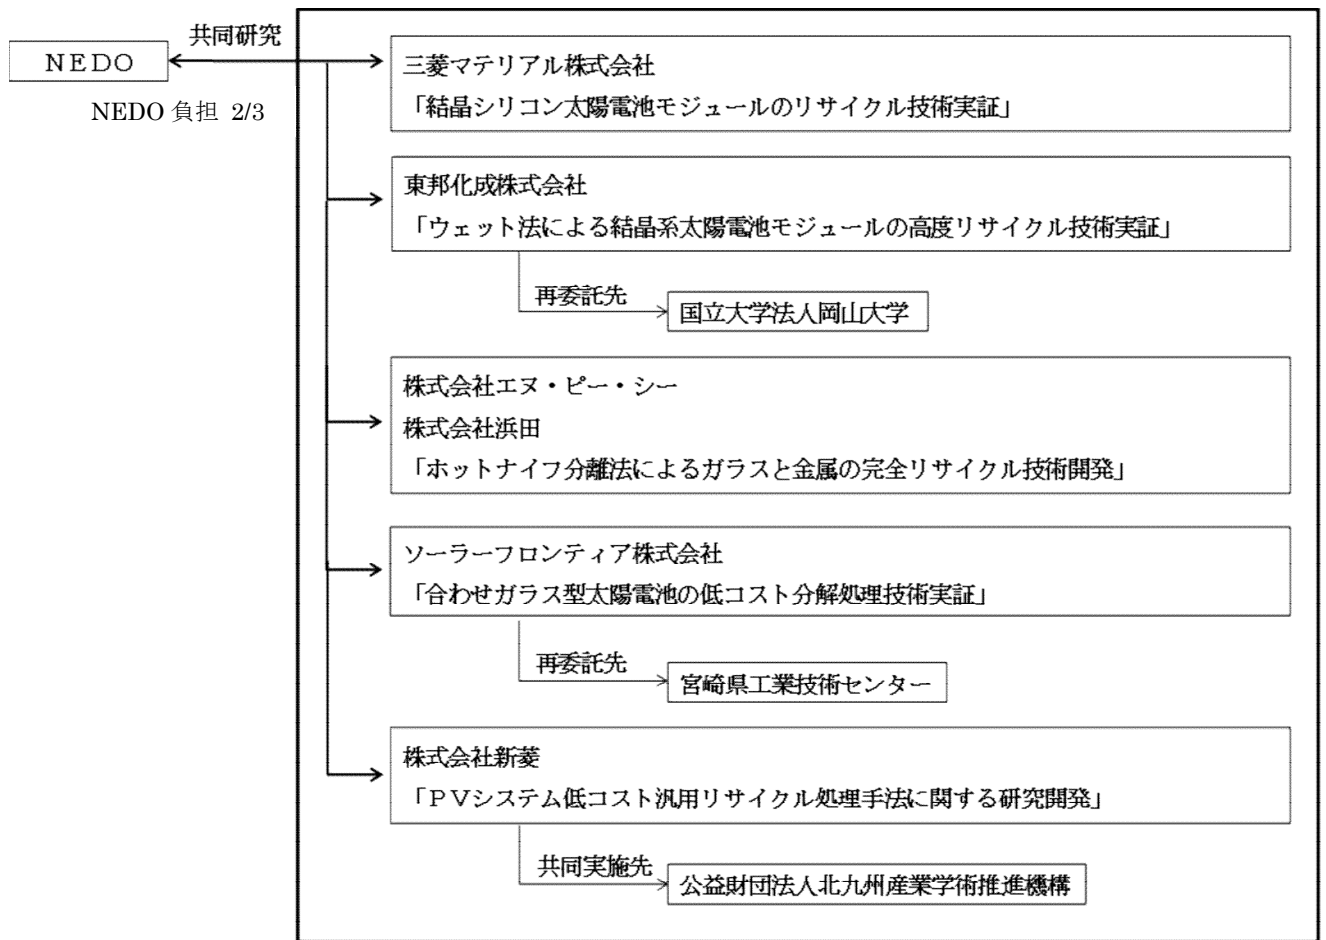 共同研究
ＮＥＤＯ
NEDO 負担 2/3
三菱マテリアル株式会社
「結晶シリコン太陽電池モジュールのリサイクル技術実証」
東邦化成株式会社
「ウェット法による結晶系太陽電池モジュールの高度リサイクル技術実証」
再委託先
国立大学法人岡山大学
株式会社エヌ・ピー・シー
株式会社浜田
「ホットナイフ分離法によるガラスと金属の完全リサイクル技術開発」
ソーラーフロンティア株式会社
「合わせガラス型太陽電池の低コスト分解処理技術実証」
再委託先
宮崎県工業技術センター
株式会社新菱
「ＰＶシステム低コスト汎用リサイクル処理手法に関する研究開発」
共同実施先
公益財団法人北九州産業学術推進機構